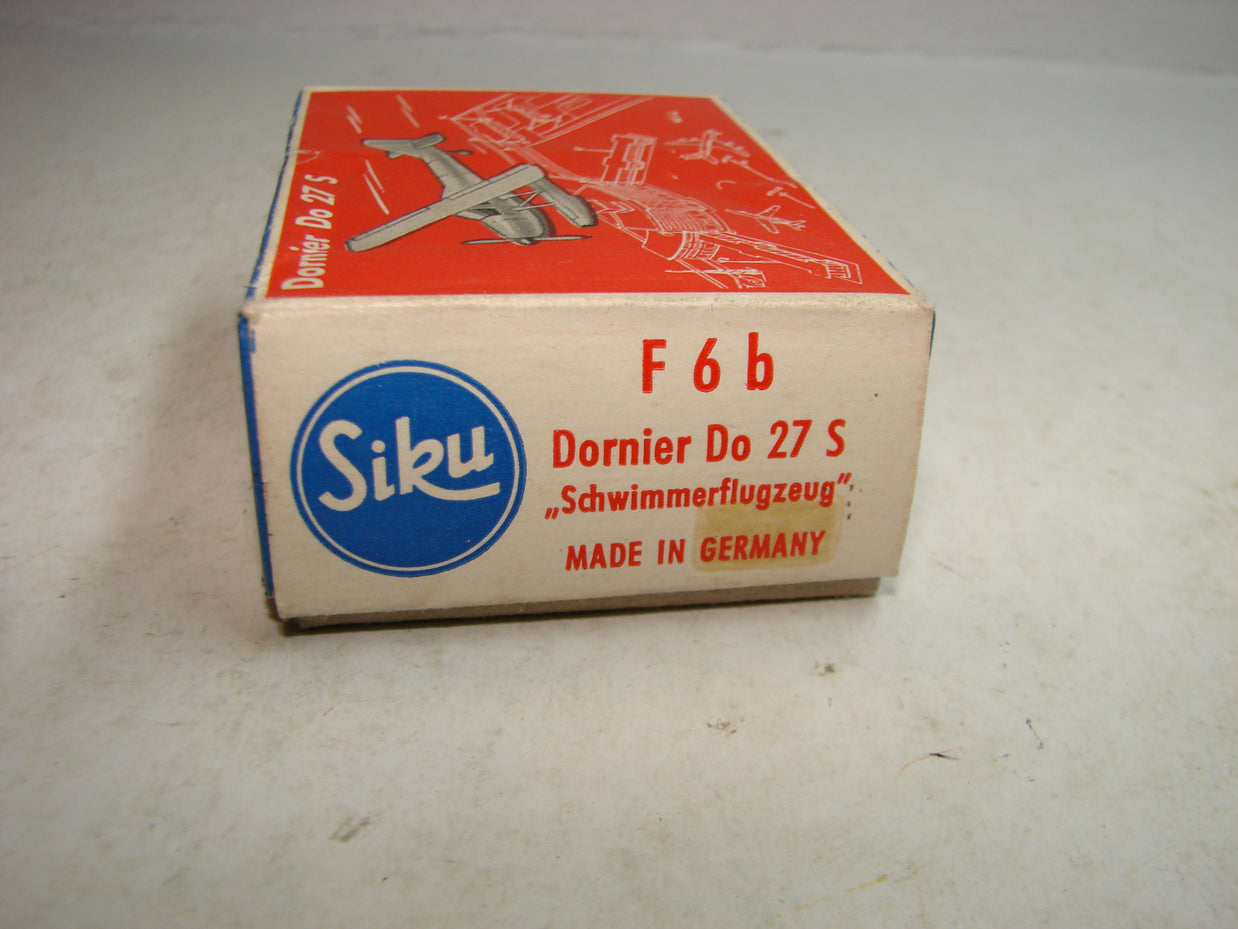 Dornier Do 27 S
Siku
F 6 b
Dornier Do 27 S
„Schwimmerflugzeug”
MADE IN GERMANY